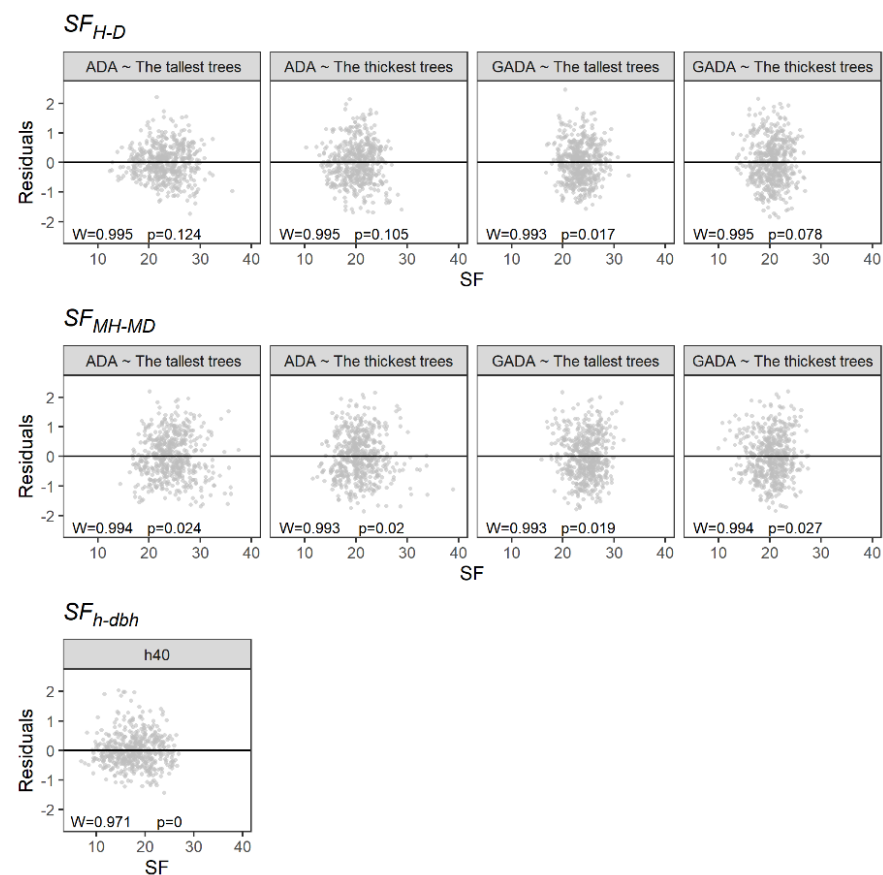 SF H-D
ADA ~ The tallest trees ADA ~ The thickest trees GADA ~ The tallest trees GADA ~ The thickest trees
Residuals
2
1
0
-1
-2
W=0.995 p=0.124 W=0.995 p=0.105 W=0.993 p=0.017 W=0.995 p=0.078
10 20 30 40 10 20 30 40 10 20 30 40 10 20 30 40
SF
SF MH-MD
ADA ~ The tallest trees ADA ~ The thickest trees GADA ~ The tallest trees GADA ~ The thickest trees
Residuals
2
1
0
-1
-2
W=0.994 p=0.024 W=0.993 p=0.02 W=0.993 p=0.019 W=0.994 p=0.027
10 20 30 40 10 20 30 40 10 20 30 40 10 20 30 40
SF
SF h-dbh
h40
Residuals
2
1
0
-1
-2
W=0.971 p=0
10 20 30 40
SF